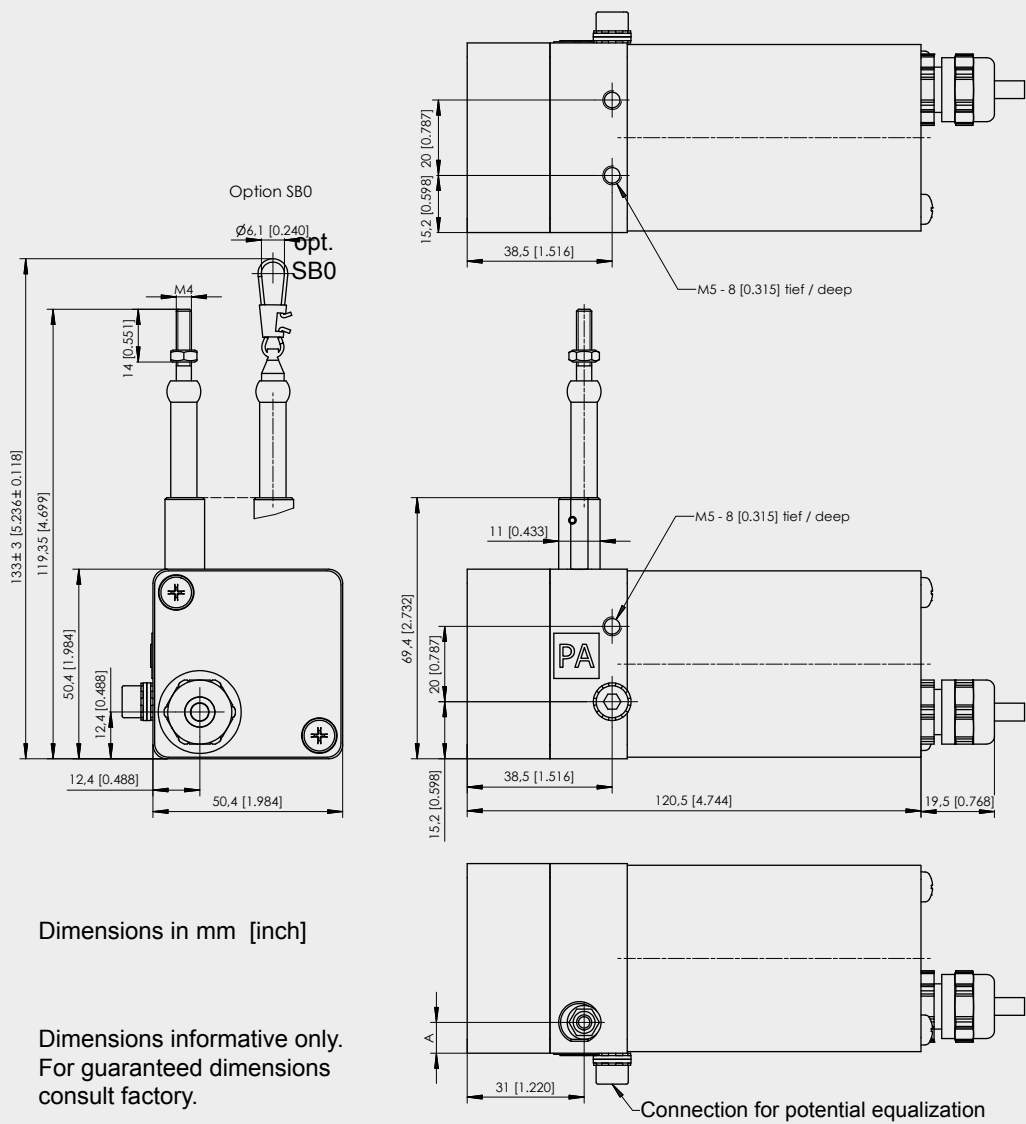 20 [0.787]
15,2 [0.598]
38,5 [1.516]
M5 - 8 [0.315] tief / deep
Option SB0
Ø6,1 [0.240]
opt.
SB0
M4
14 [0.551]
133± 3 [5.236± 0.118]
119,35 [4.699]
50,4 [1.984]
12,4 [0.488]
12,4 [0.488]
50,4 [1.984]
11 [0.433]
M5 - 8 [0.315] tief / deep
69,4 [2.732]
20 [0.787]
PA
15,2 [0.598]
38,5 [1.516]
120,5 [4.744]
19,5 [0.768]
Dimensions in mm [inch]
Dimensions informative only.
For guaranteed dimensions
consult factory.
A
31 [1.220]
Connection for potential equalization